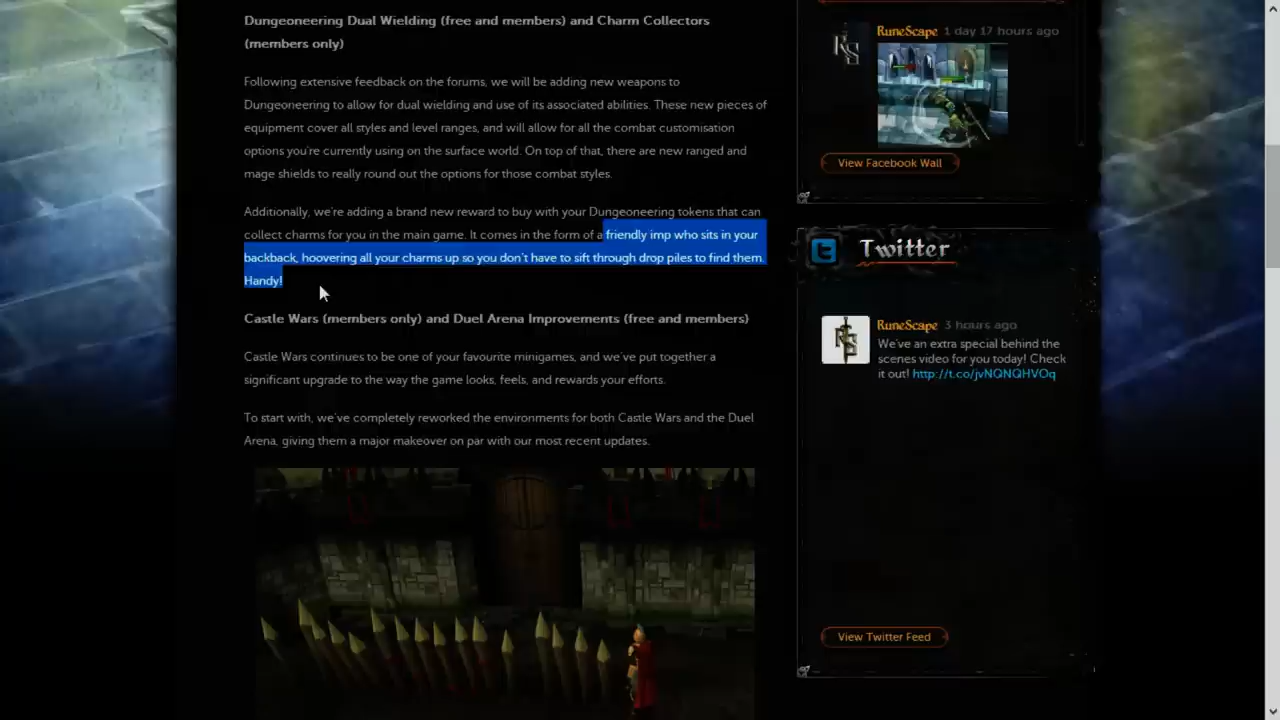 Dungeoneering Dual Wielding (free and members) and Charm Collectors
(members only)
Following extensive feedback on the forums, we will be adding new weapons to
Dungeoneering to allow for dual wielding and use of its associated abilities. These new pieces of
equipment cover all styles and level ranges, and will allow for all the combat customisation
options you're currently using on the surface world. On top of that, there are new ranged and
mage shields to really round out the options for those combat styles.
Additionally, we're adding a brand new reward to buy with your Dungeoneering tokens that can
collect charms for you in the main game. It comes in the form of a friendly imp who sits in your
backback, hoovering all your charms up so you don't have to sift through drop piles to find them.
Handy!
Castle Wars (members only) and Duel Arena Improvements (free and members)
Castle Wars continues to be one of your favourite minigames, and we've put together a
significant upgrade to the way the game looks, feels, and rewards your efforts.
To start with, we've completely reworked the environments for both Castle Wars and the Duel
Arena, giving them a major makeover on par with our most recent updates.
RuneScape 1 day 17 hours ago
View Facebook Wall
Twitter
RuneScape 3 hours ago
We've an extra special behind the
scenes video for you today! Check
it out! http://t.co/jvNQNQHVOq
View Twitter Feed